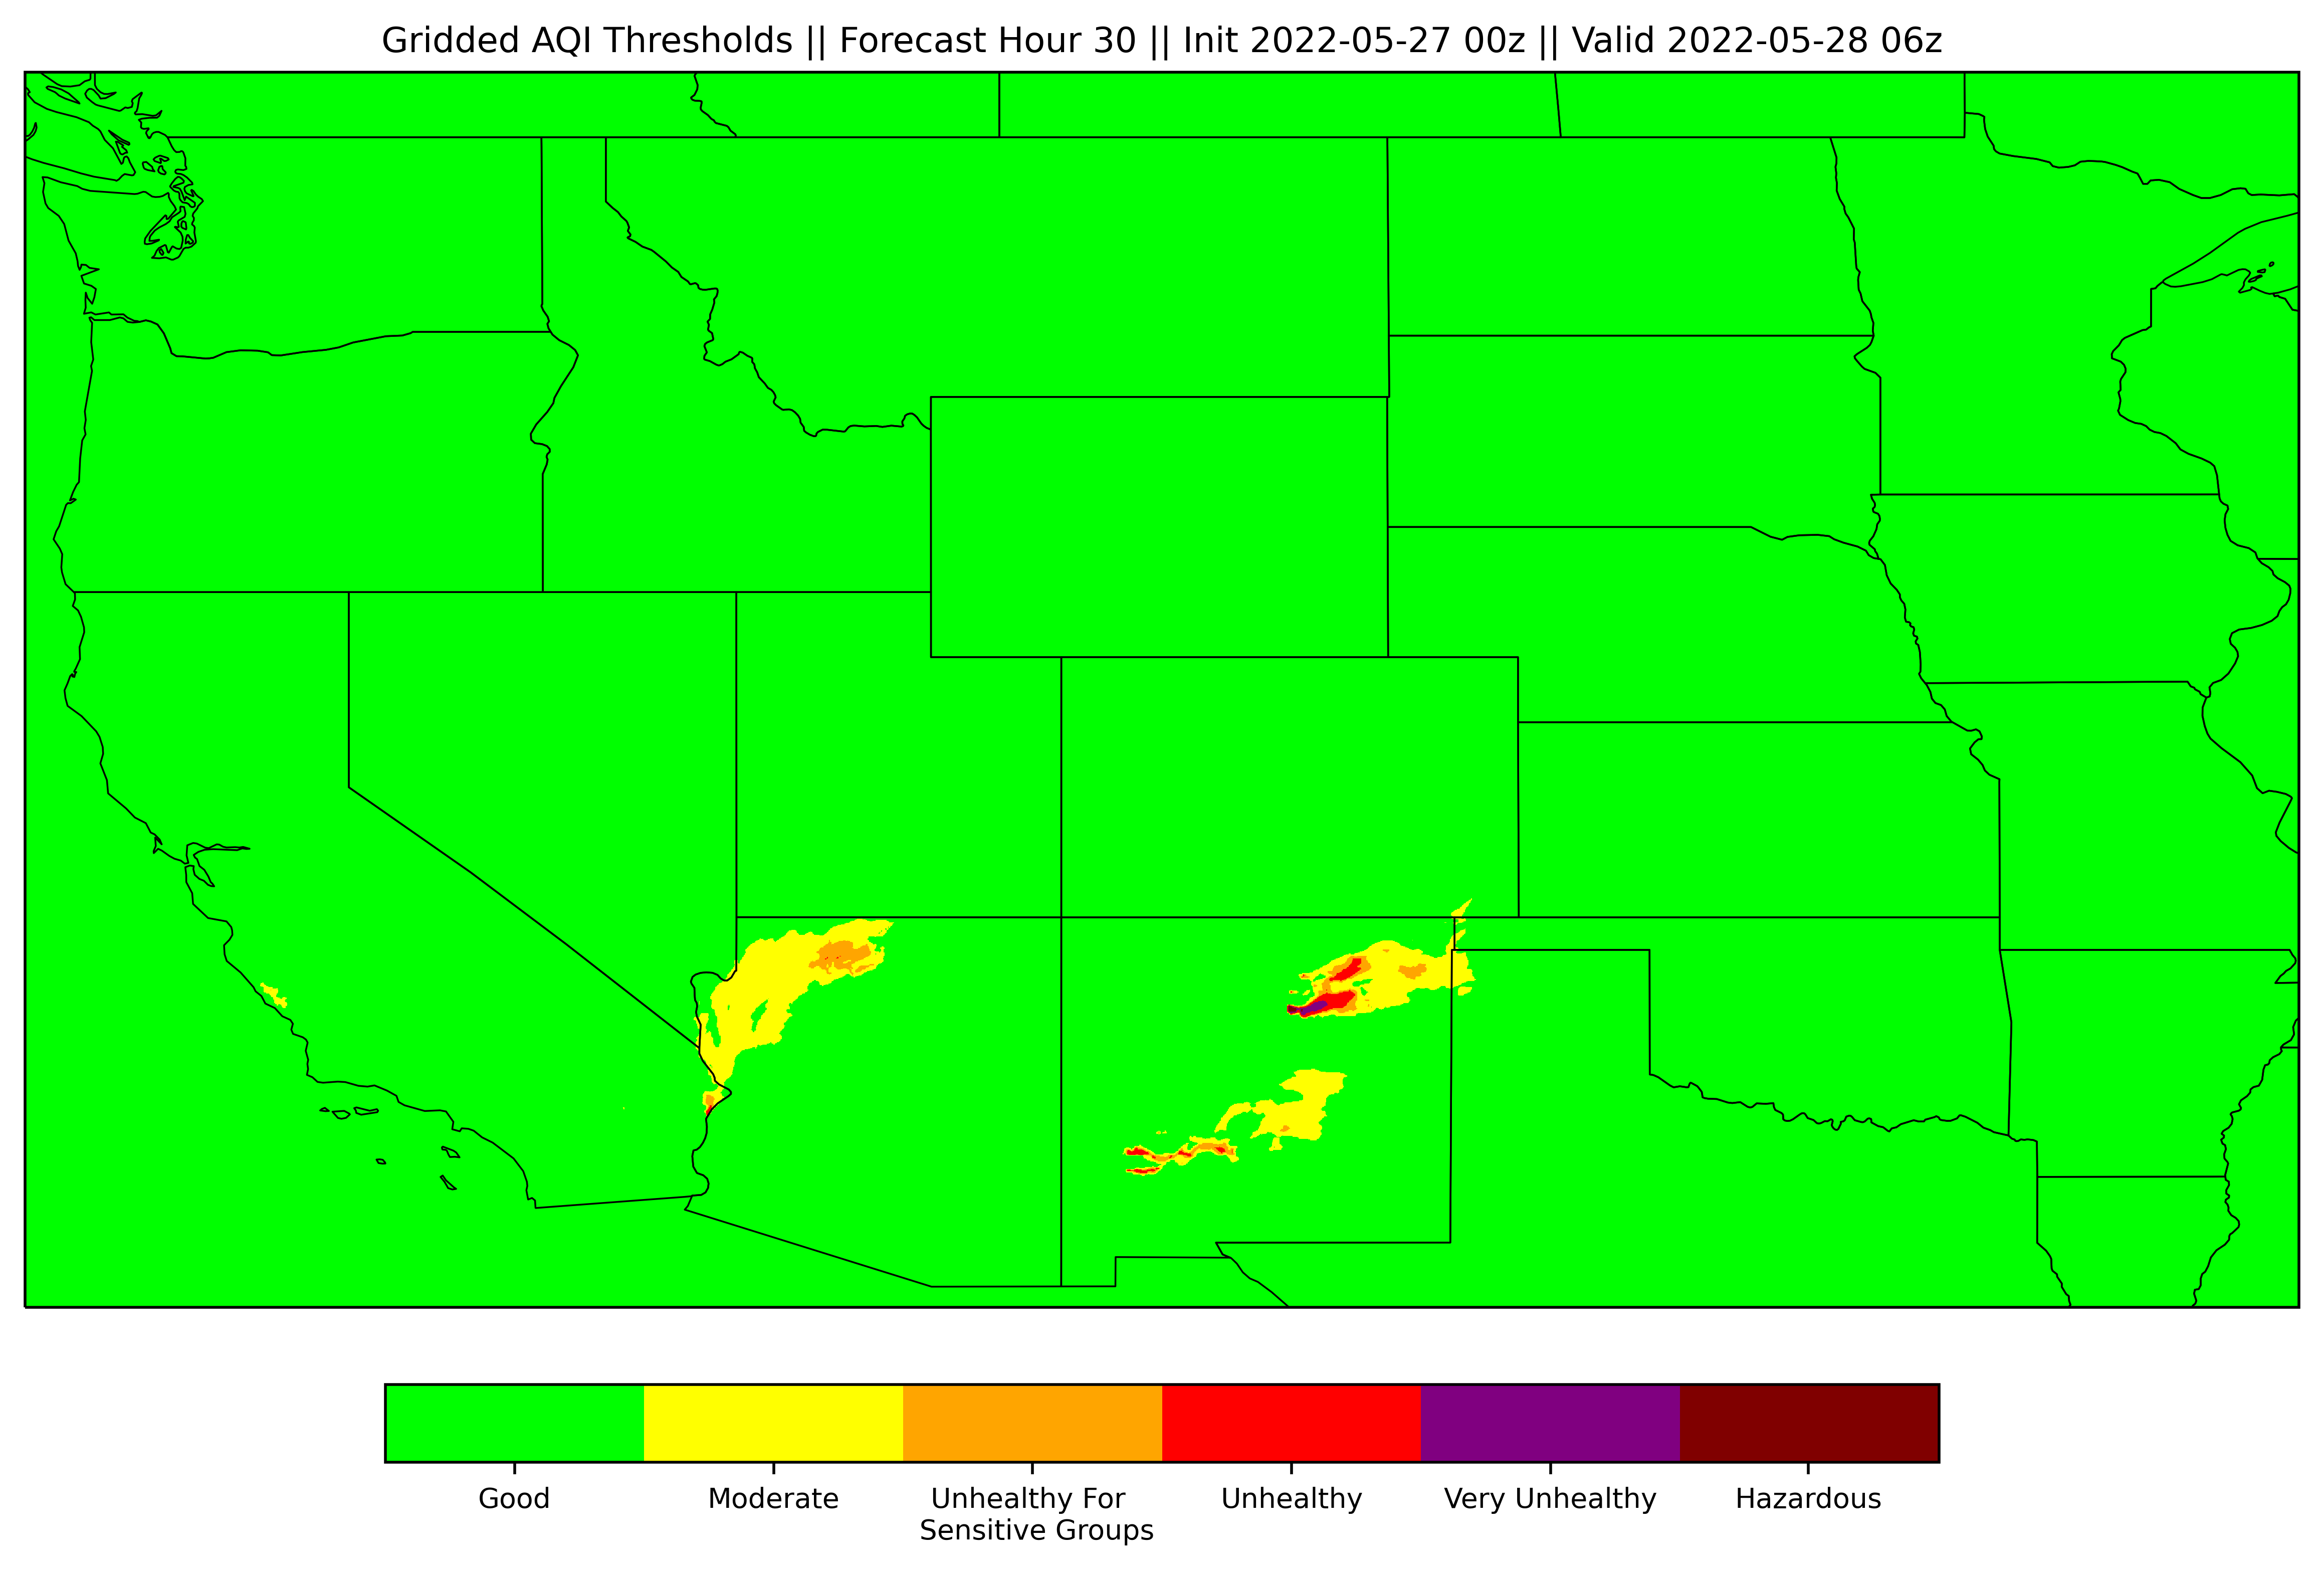 Gridded AQI Thresholds || Forecast Hour 30 || Init 2022-05-27 00z || Valid 2022-05-28 06z
Good
Moderate
Unhealthy For
Sensitive Groups
Unhealthy
Very Unhealthy
Hazardous